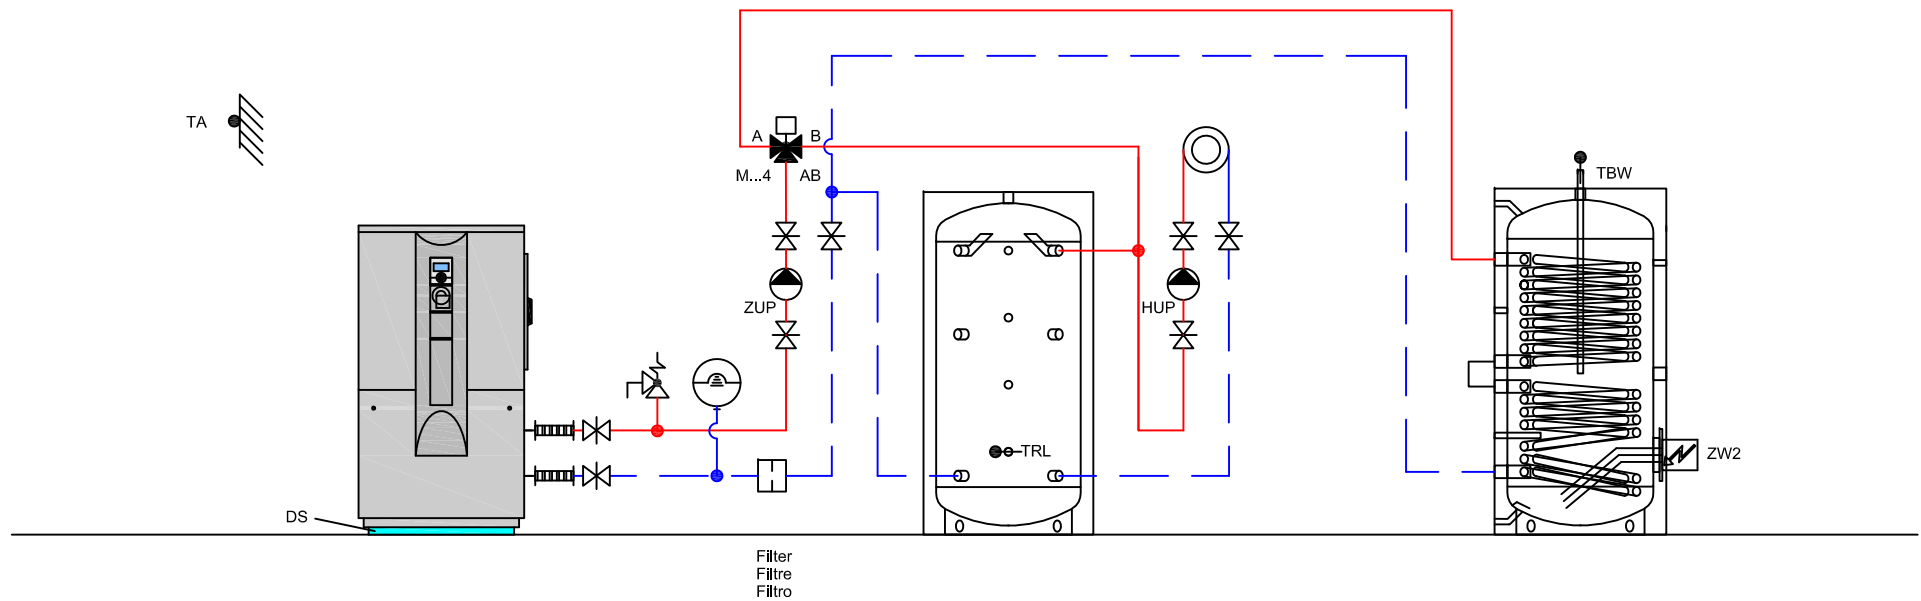 TA
A
B
M...4
AB
TBW
ZUP
HUP
TRL
ZW2
DS
Filter
Filtre
Filtro